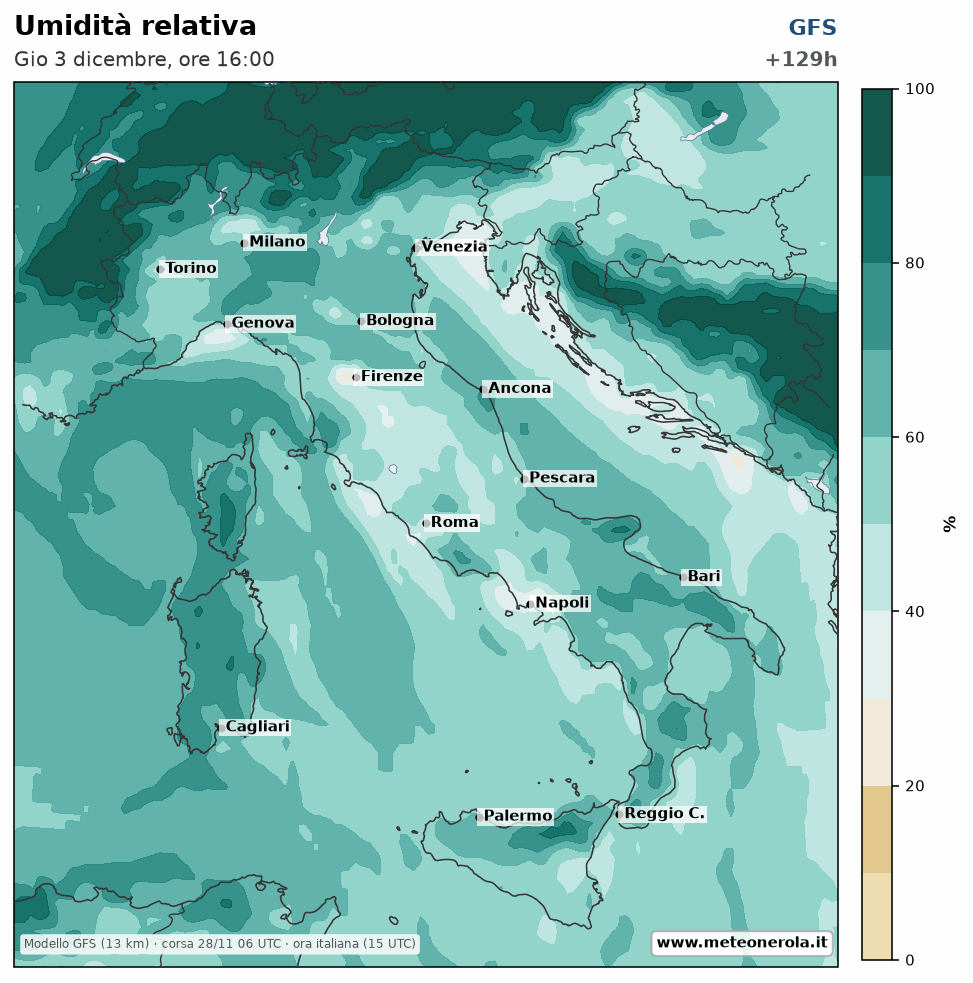 Umidità relativa
GFS
Gio 3 dicembre, ore 16:00
+129h
100
80
60
40
20
0
%
Milano
Venezia
Torino
Genova
Bologna
Firenze
Ancona
Pescara
Roma
Bari
Napoli
Cagliari
Palermo
Reggio C.
Modello GFS (13 km) · corsa 28/11 06 UTC · ora italiana (15 UTC)
www.meteonerola.it